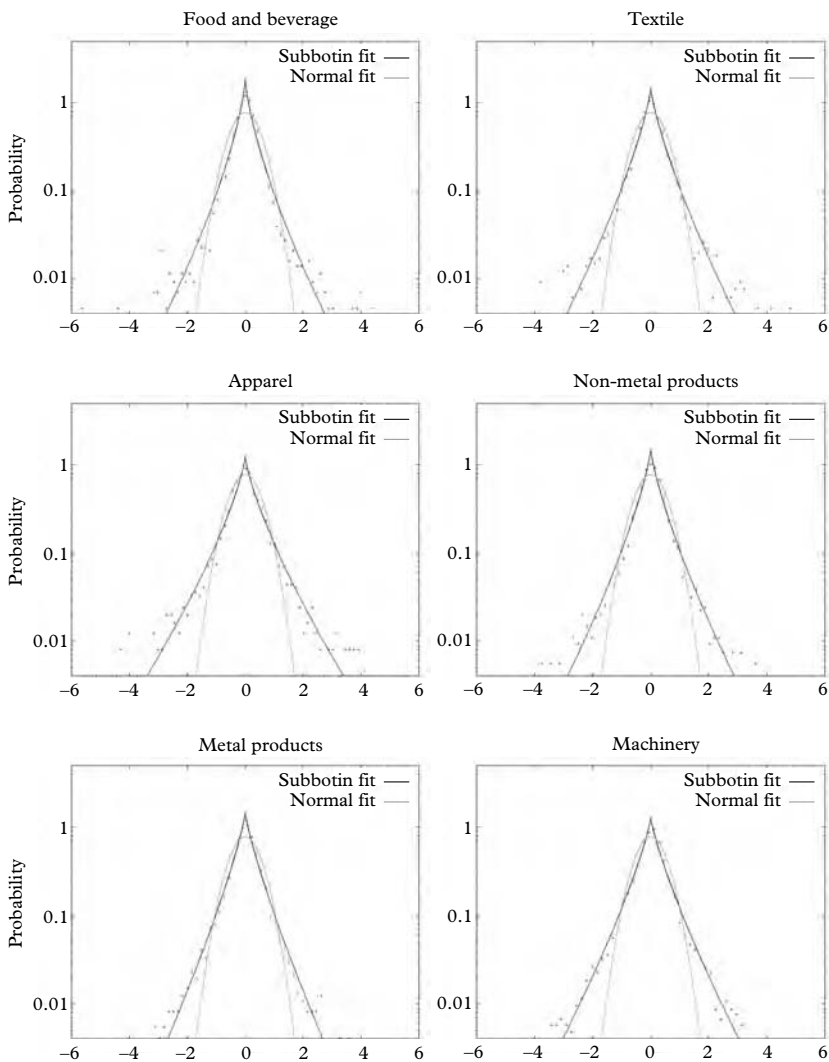 Food and beverage
Subbotin fit
Normal fit
Probability
1
0.1
0.01
−6 −4 −2 0 2 4 6
Textile
Subbotin fit
Normal fit
1
0.1
0.01
−6 −4 −2 0 2 4 6
Apparel
Subbotin fit
Normal fit
Probability
1
0.1
0.01
−6 −4 −2 0 2 4 6
Non-metal products
Subbotin fit
Normal fit
1
0.1
0.01
−6 −4 −2 0 2 4 6
Metal products
Subbotin fit
Normal fit
Probability
1
0.1
0.01
−6 −4 −2 0 2 4 6
Machinery
Subbotin fit
Normal fit
1
0.1
0.01
−6 −4 −2 0 2 4 6